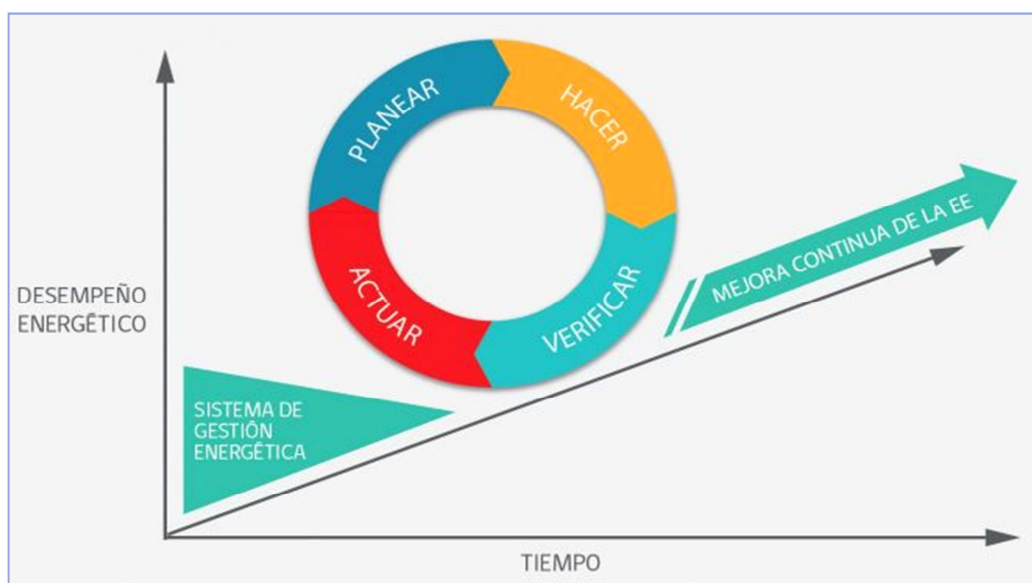 PLANEAR
HACER
VERIFICAR
ACTUAR
MEJORA CONTINUA DE LA EE
DESEMPEÑO
ENERGÉTICO
SISTEMA DE
GESTIÓN
ENERGÉTICA
TIEMPO